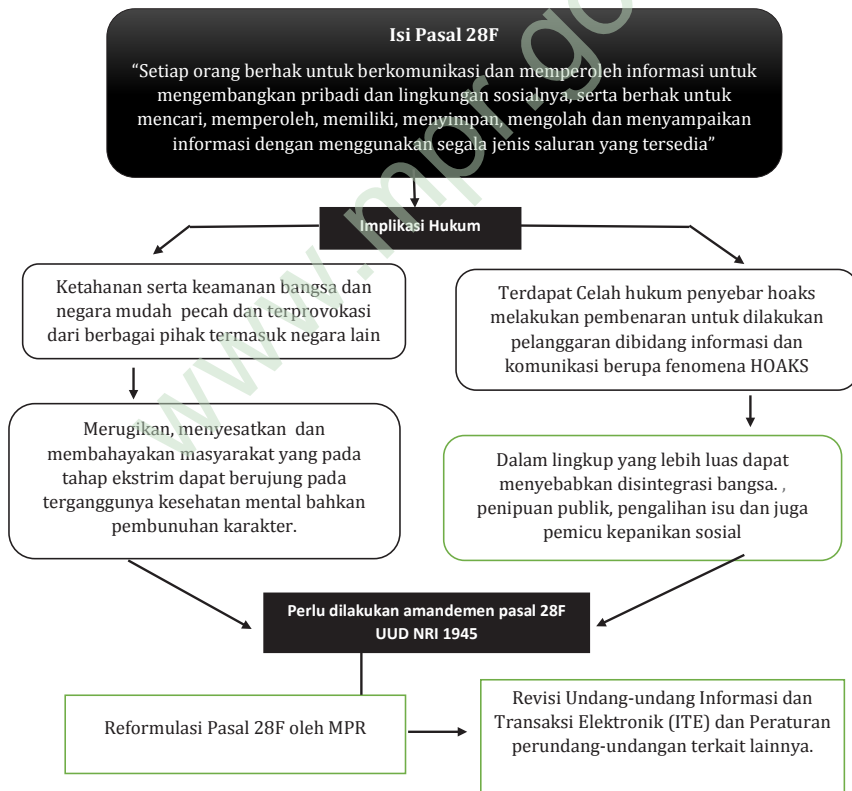 Isi Pasal 28F
“Setiap orang berhak untuk berkomunikasi dan memperoleh informasi untuk
mengembangkan pribadi dan lingkungan sosialnya, serta berhak untuk
mencari, memperoleh, memiliki, menyimpan, mengolah dan menyampaikan
informasi dengan menggunakan segala jenis saluran yang tersedia”
Implikasi Hukum
Ketahanan serta keamanan bangsa dan
negara mudah pecah dan terprovokasi
dari berbagai pihak termasuk negara lain
Terdapat Celah hukum penyebar hoaks
melakukan pembenaran untuk dilakukan
pelanggaran dibidang informasi dan
komunikasi berupa fenomena HOAKS
Merugikan, menyesatkan dan
membahayakan masyarakat yang pada
tahap ekstrim dapat berujung pada
terganggunya kesehatan mental bahkan
pembunuhan karakter.
Dalam lingkup yang lebih luas dapat
menyebabkan disintegrasi bangsa. ,
penipuan publik, pengalihan isu dan juga
pemicu kepanikan sosial
Perlu dilakukan amandemen pasal 28F
UUD NRI 1945
Reformulasi Pasal 28F oleh MPR
Revisi Undang-undang Informasi dan
Transaksi Elektronik (ITE) dan Peraturan
perundang-undangan terkait lainnya.
www.mpr.go